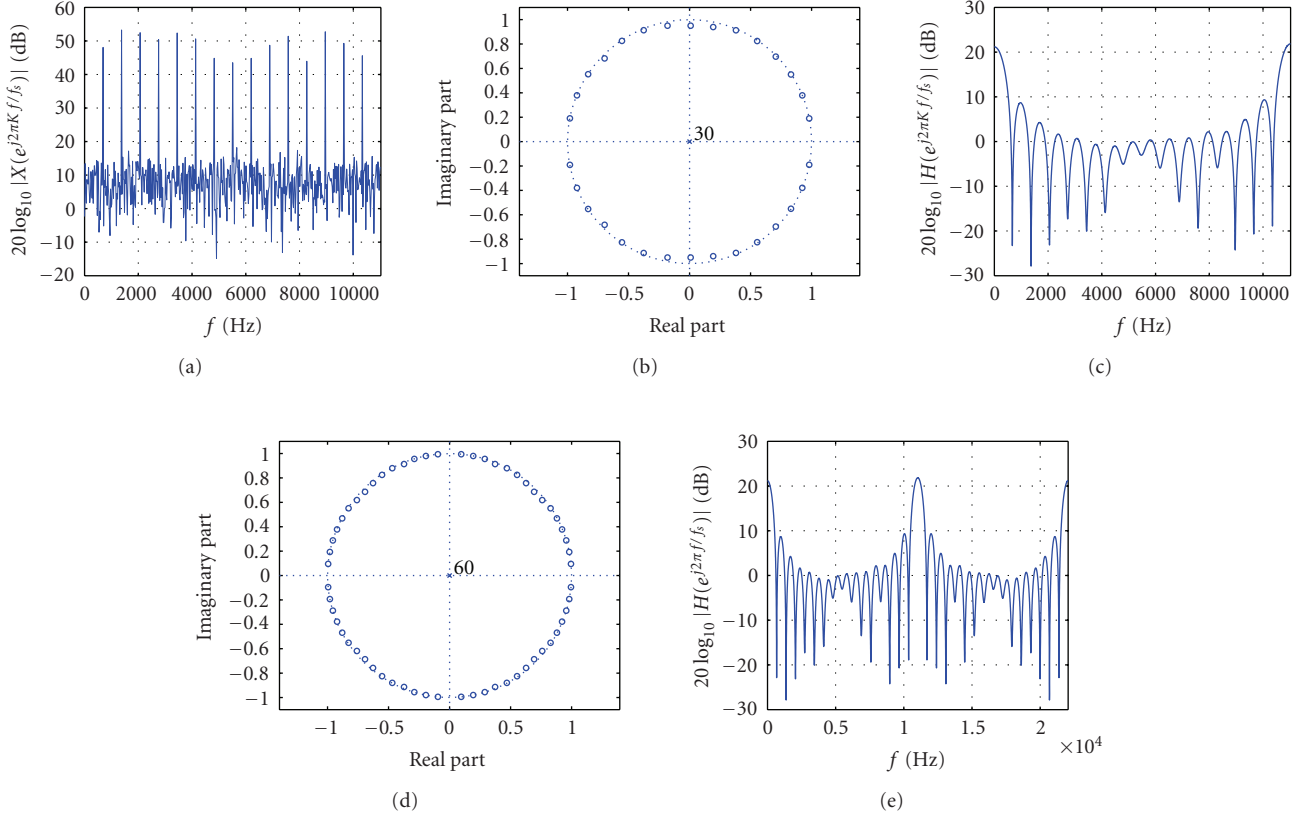 60
50
40
30
20
10
0
−10
−20
20 log₁₀ |X(e^{j2πKf/fₛ})| (dB)
0 2000 4000 6000 8000 10000
f (Hz)
(a)
1
0.8
0.6
0.4
0.2
0
−0.2
−0.4
−0.6
−0.8
−1
Imaginary part
30
−1 −0.5 0 0.5 1
Real part
(b)
30
20
10
0
−10
−20
−30
20 log₁₀ |H(e^{j2πKf/fₛ})| (dB)
0 2000 4000 6000 8000 10000
f (Hz)
(c)
1
0.8
0.6
0.4
0.2
0
−0.2
−0.4
−0.6
−0.8
−1
Imaginary part
60
−1 −0.5 0 0.5 1
Real part
(d)
30
20
10
0
−10
−20
−30
20 log₁₀ |H(e^{j2πf/fₛ})| (dB)
0 0.5 1 1.5 2
×10⁴
f (Hz)
(e)